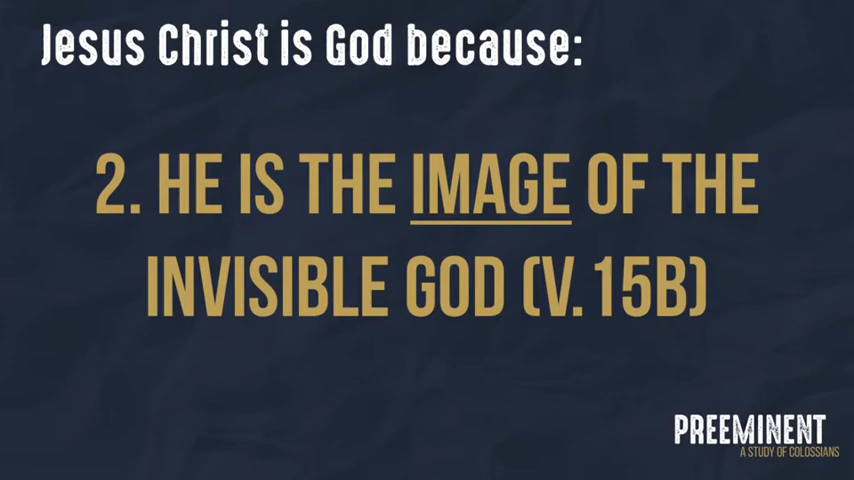 Jesus Christ is God because:
2. HE IS THE IMAGE OF THE
INVISIBLE GOD (V.15B)
PREEMINENT
A STUDY OF COLOSSIANS